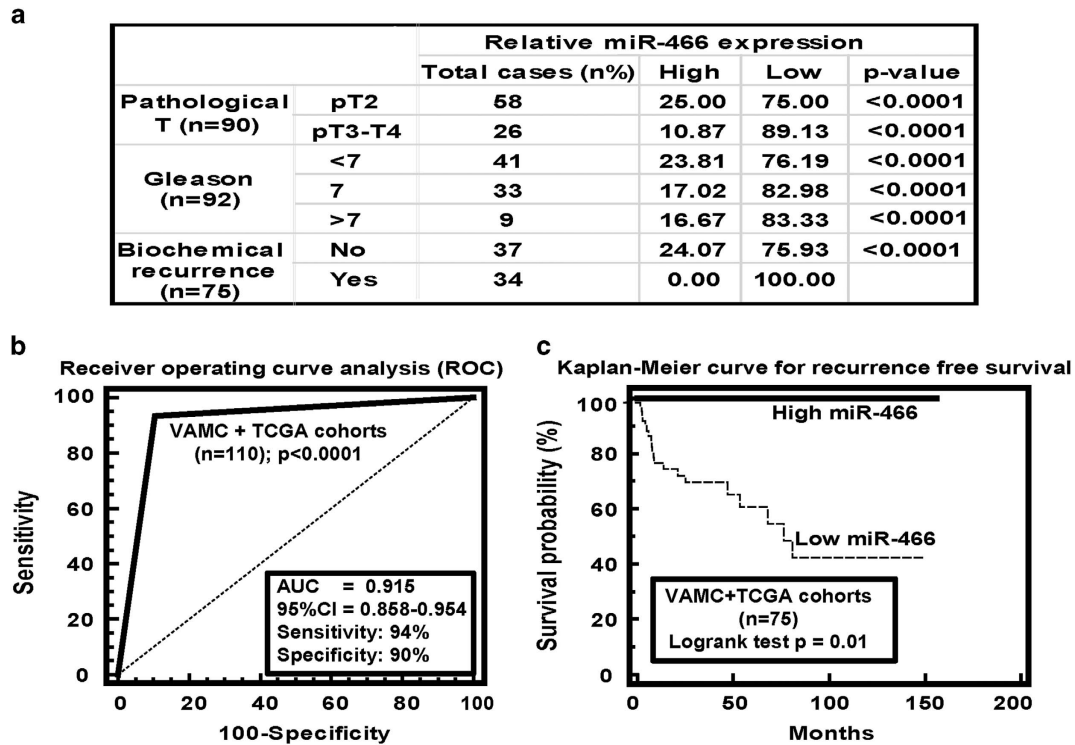 a
Relative miR-466 expression
Total cases (n%) High Low p-value
Pathological T (n=90) pT2 58 25.00 75.00 <0.0001
pT3-T4 26 10.87 89.13 <0.0001
Gleason (n=92) <7 41 23.81 76.19 <0.0001
7 33 17.02 82.98 <0.0001
>7 9 16.67 83.33 <0.0001
Biochemical recurrence (n=75) No 37 24.07 75.93 <0.0001
Yes 34 0.00 100.00
b
Receiver operating curve analysis (ROC)
Sensitivity
100
80
60
40
20
0
VAMC + TCGA cohorts
(n=110); p<0.0001
AUC = 0.915
95%CI = 0.858-0.954
Sensitivity: 94%
Specificity: 90%
0 20 40 60 80 100
100-Specificity
c
Kaplan-Meier curve for recurrence free survival
Survival probability (%)
100
80
60
40
20
0
High miR-466
Low miR-466
VAMC+TCGA cohorts
(n=75)
Logrank test p = 0.01
0 50 100 150 200
Months